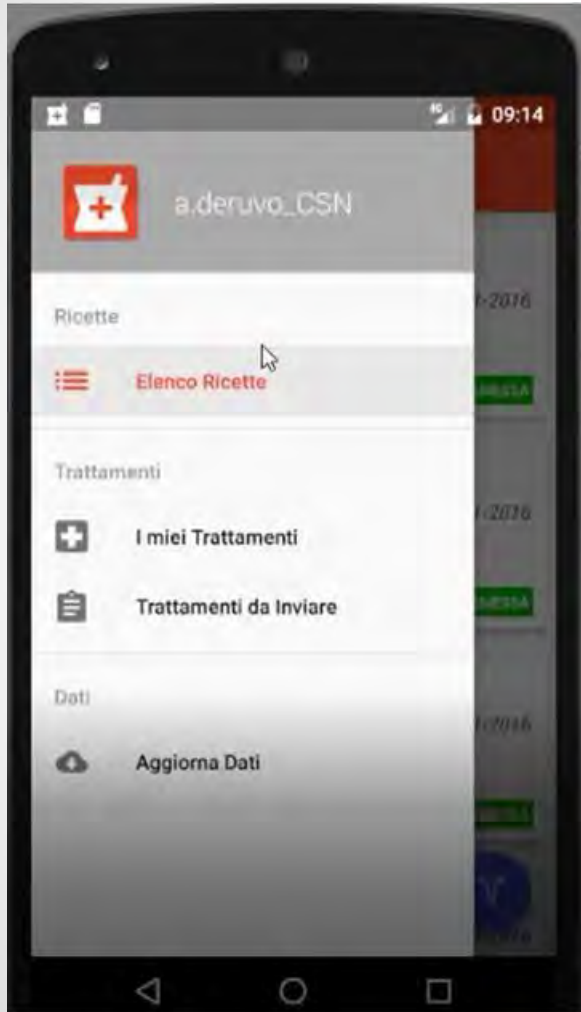 09:14
a.deruvo_CSN
Ricette
Elenco Ricette
Trattamenti
I miei Trattamenti
Trattamenti da Inviare
Dati
Aggiorna Dati